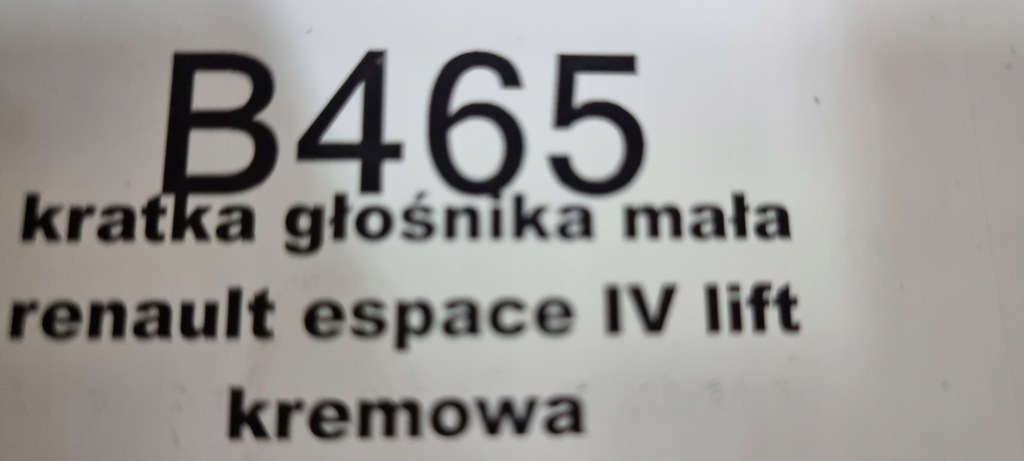 B465
kratka głośnika mała
renault espace IV lift
kremowa